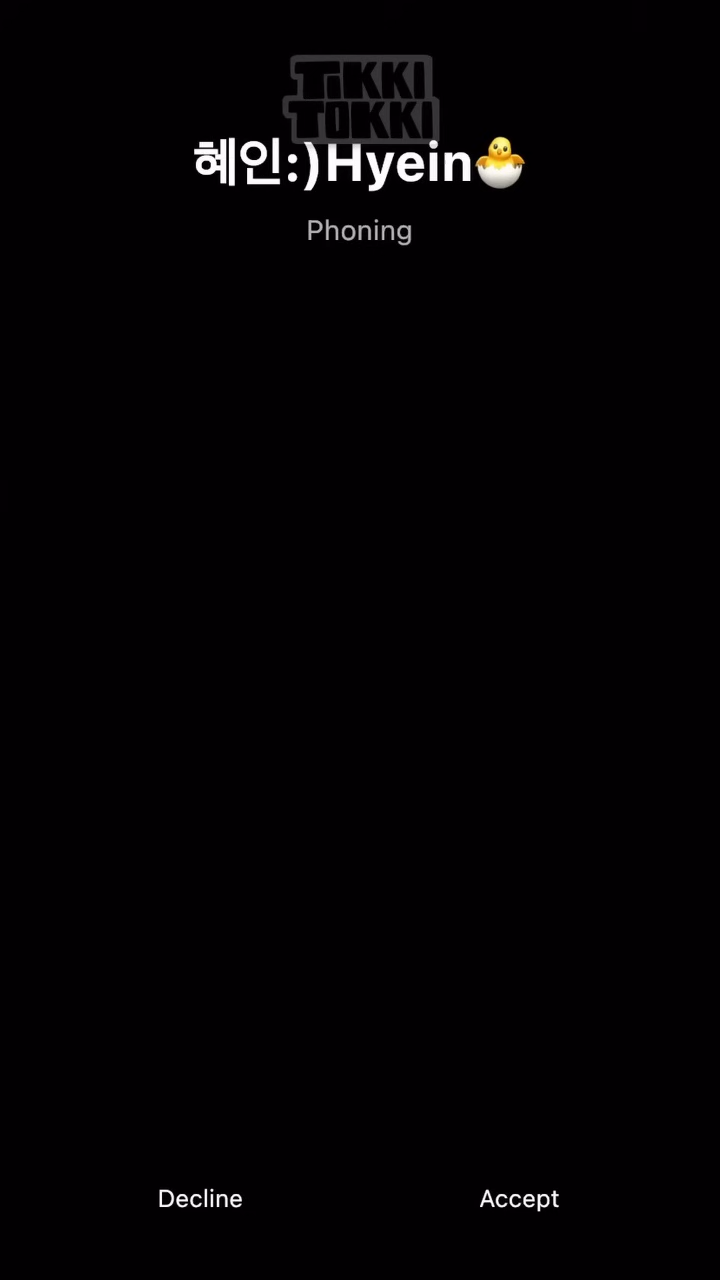 TiKKI
TOKKI
혜인:)Hyein🐣
Phoning
Decline
Accept